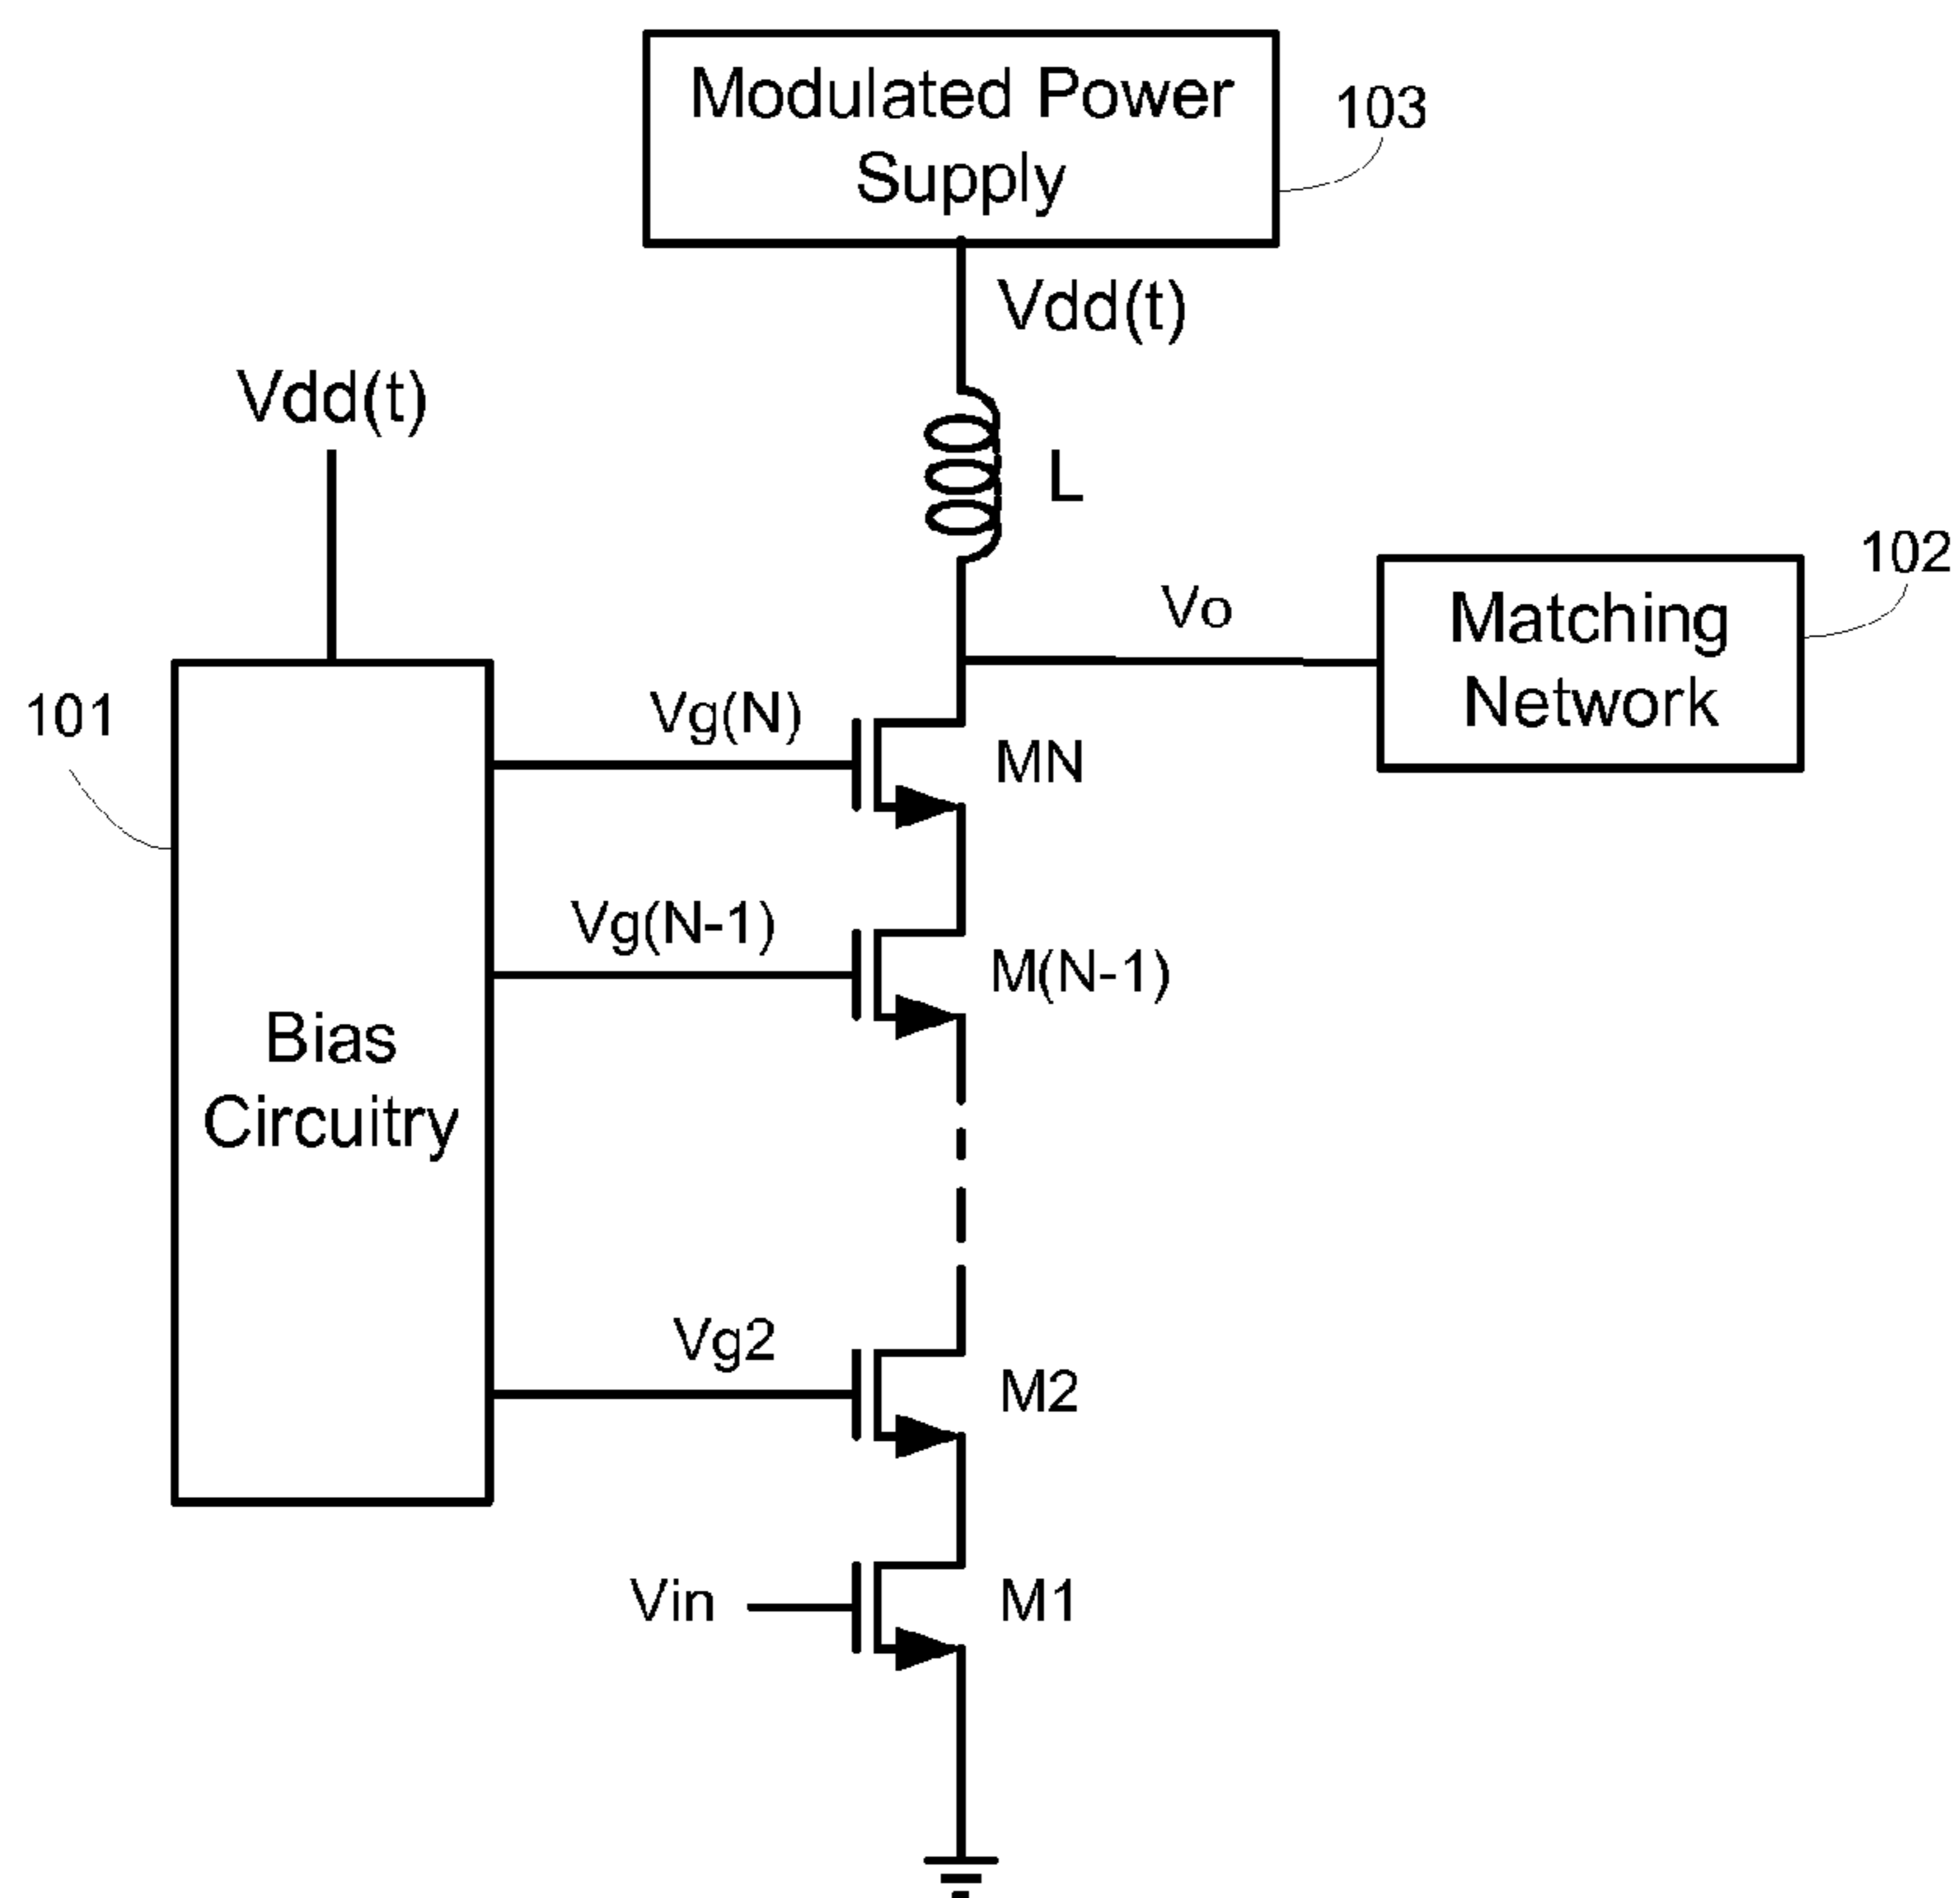 Modulated Power
Supply
103
Vdd(t)
Vdd(t)
L
102
Vo
Matching
Network
101
Vg(N)
MN
Vg(N-1)
M(N-1)
Bias
Circuitry
Vg2
M2
Vin
M1